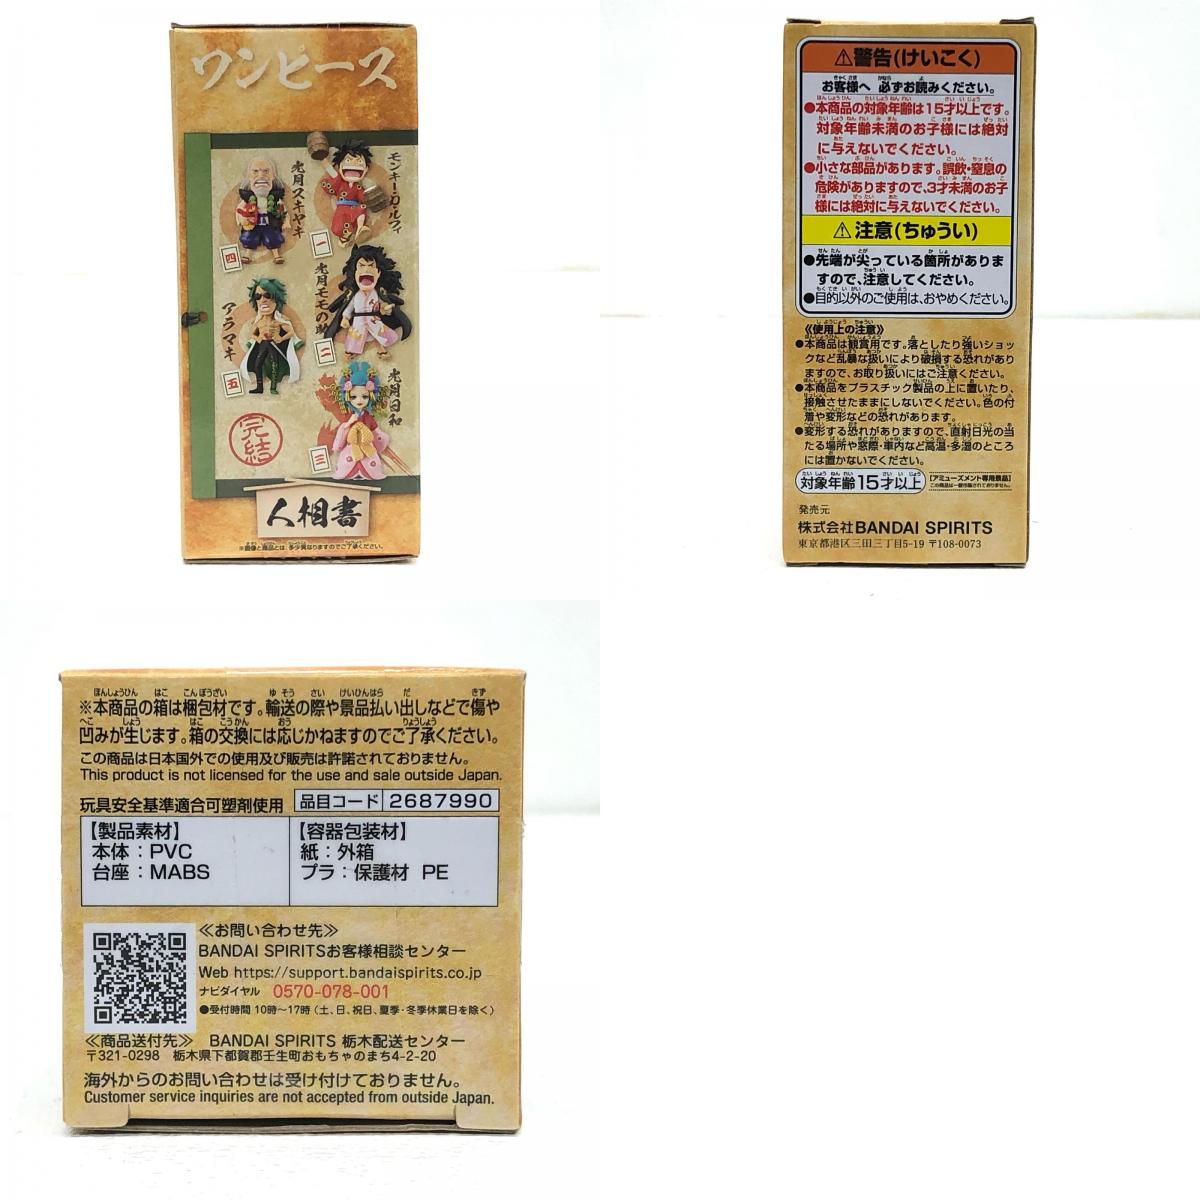 ワンピース
モンキー・D・ルフィ
一
光月モモの助
二
光月日和
三
光月スキヤキ
四
アラマキ
五
完結
人相書
※画像と商品とは、多少異なりますのでご了承ください。
⚠警告(けいこく)
お客様へ 必ずお読みください。
●本商品の対象年齢は15才以上です。
対象年齢未満のお子様には絶対
に与えないでください。
●小さな部品があります。誤飲・窒息の
危険がありますので、3才未満のお子
様には絶対に与えないでください。
⚠注意(ちゅうい)
●先端が尖っている箇所がありま
すので、注意してください。
●目的以外のご使用は、おやめください。
《使用上の注意》
●本商品は観賞用です。落としたり強いショッ
クなど乱暴な扱いにより破損する恐れがあり
ますので、お取り扱いにはご注意ください。
●本商品をプラスチック製品の上に置いたり、
接触させたままにしないでください。色の付
着や変形などの恐れがあります。
●変形する恐れがありますので、直射日光の当
たる場所や窓際・車内など高温・多湿のところ
には置かないでください。
対象年齢15才以上
【アミューズメント専用景品】
この商品は一般市販されておりません。
発売元
株式会社BANDAI SPIRITS
東京都港区三田三丁目5-19 〒108-0073
※本商品の箱は梱包材です。輸送の際や景品払い出しなどで傷や
凹みが生じます。箱の交換には応じかねますのでご了承ください。
この商品は日本国外での使用及び販売は許諾されておりません。
This product is not licensed for the use and sale outside Japan.
玩具安全基準適合可塑剤使用 品目コード 2687990
【製品素材】
本体：PVC
台座：MABS
【容器包装材】
紙：外箱
プラ：保護材 PE
≪お問い合わせ先≫
BANDAI SPIRITSお客様相談センター
Web https://support.bandaispirits.co.jp
ナビダイヤル 0570-078-001
●受付時間 10時～17時（土、日、祝日、夏季・冬季休業日を除く）
≪商品送付先≫ BANDAI SPIRITS 栃木配送センター
〒321-0298 栃木県下都賀郡壬生町おもちゃのまち4-2-20
海外からのお問い合わせは受け付けておりません。
Customer service inquiries are not accepted from outside Japan.